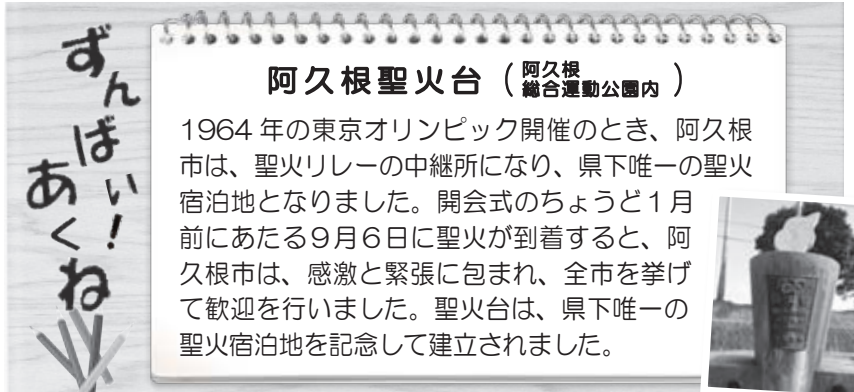 ずんばい！
あくね
阿久根聖火台（阿久根総合運動公園内）
1964年の東京オリンピック開催のとき、阿久根
市は、聖火リレーの中継所になり、県下唯一の聖火
宿泊地となりました。開会式のちょうど１月
前にあたる９月６日に聖火が到着すると、阿
久根市は、感激と緊張に包まれ、全市を挙げ
て歓迎を行いました。聖火台は、県下唯一の
聖火宿泊地を記念して建立されました。